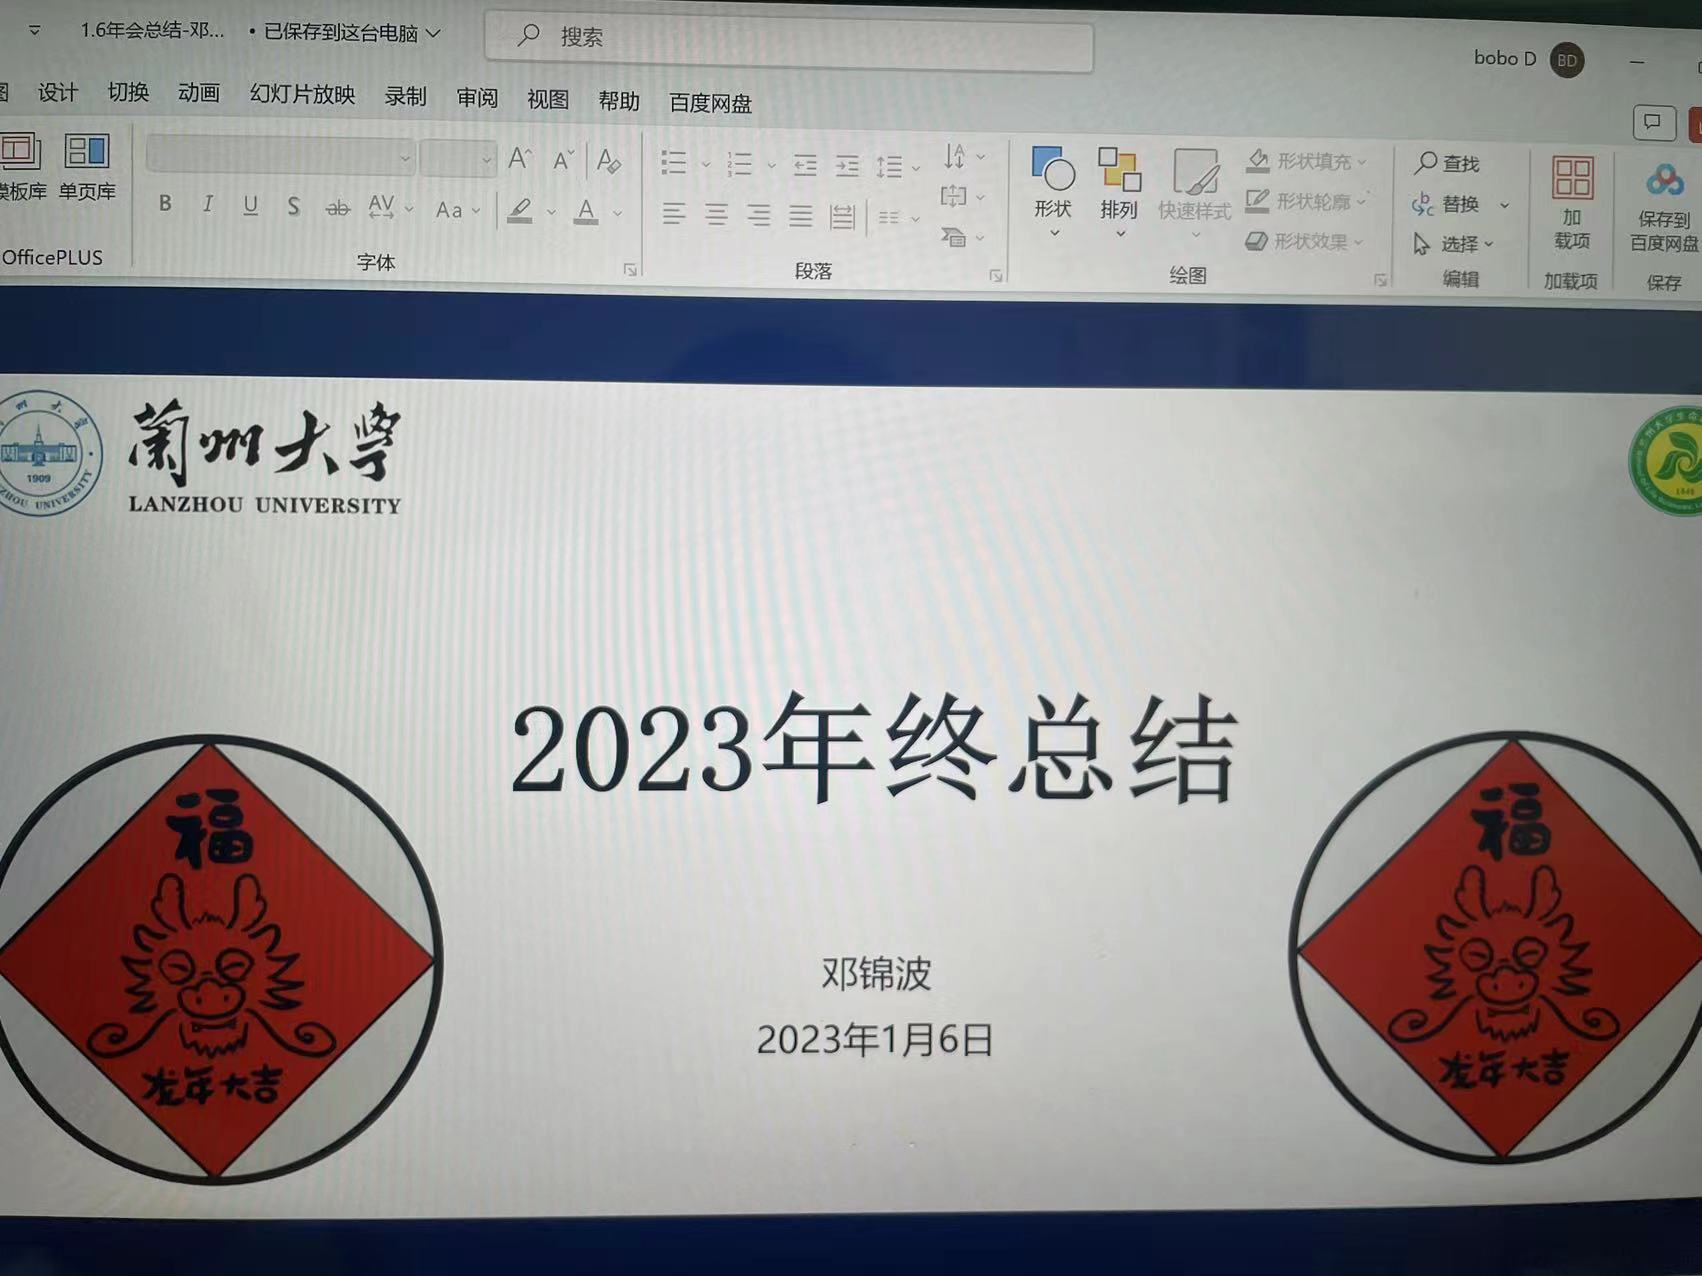 1.6年会总结-邓... • 已保存到这台电脑
搜索
bobo D BD
设计 切换 动画 幻灯片放映 录制 审阅 视图 帮助 百度网盘
模板库 单页库
OfficePLUS
B I U S ab AV Aa A
字体
段落
形状 排列 快速样式
形状填充
形状轮廓
形状效果
绘图
查找
替换
选择
编辑
加
载项
加载项
保存到
百度网盘
保存
1909
蘭州大學
LANZHOU UNIVERSITY
1946
2023年终总结
邓锦波
2023年1月6日
福
龙年大吉
福
龙年大吉